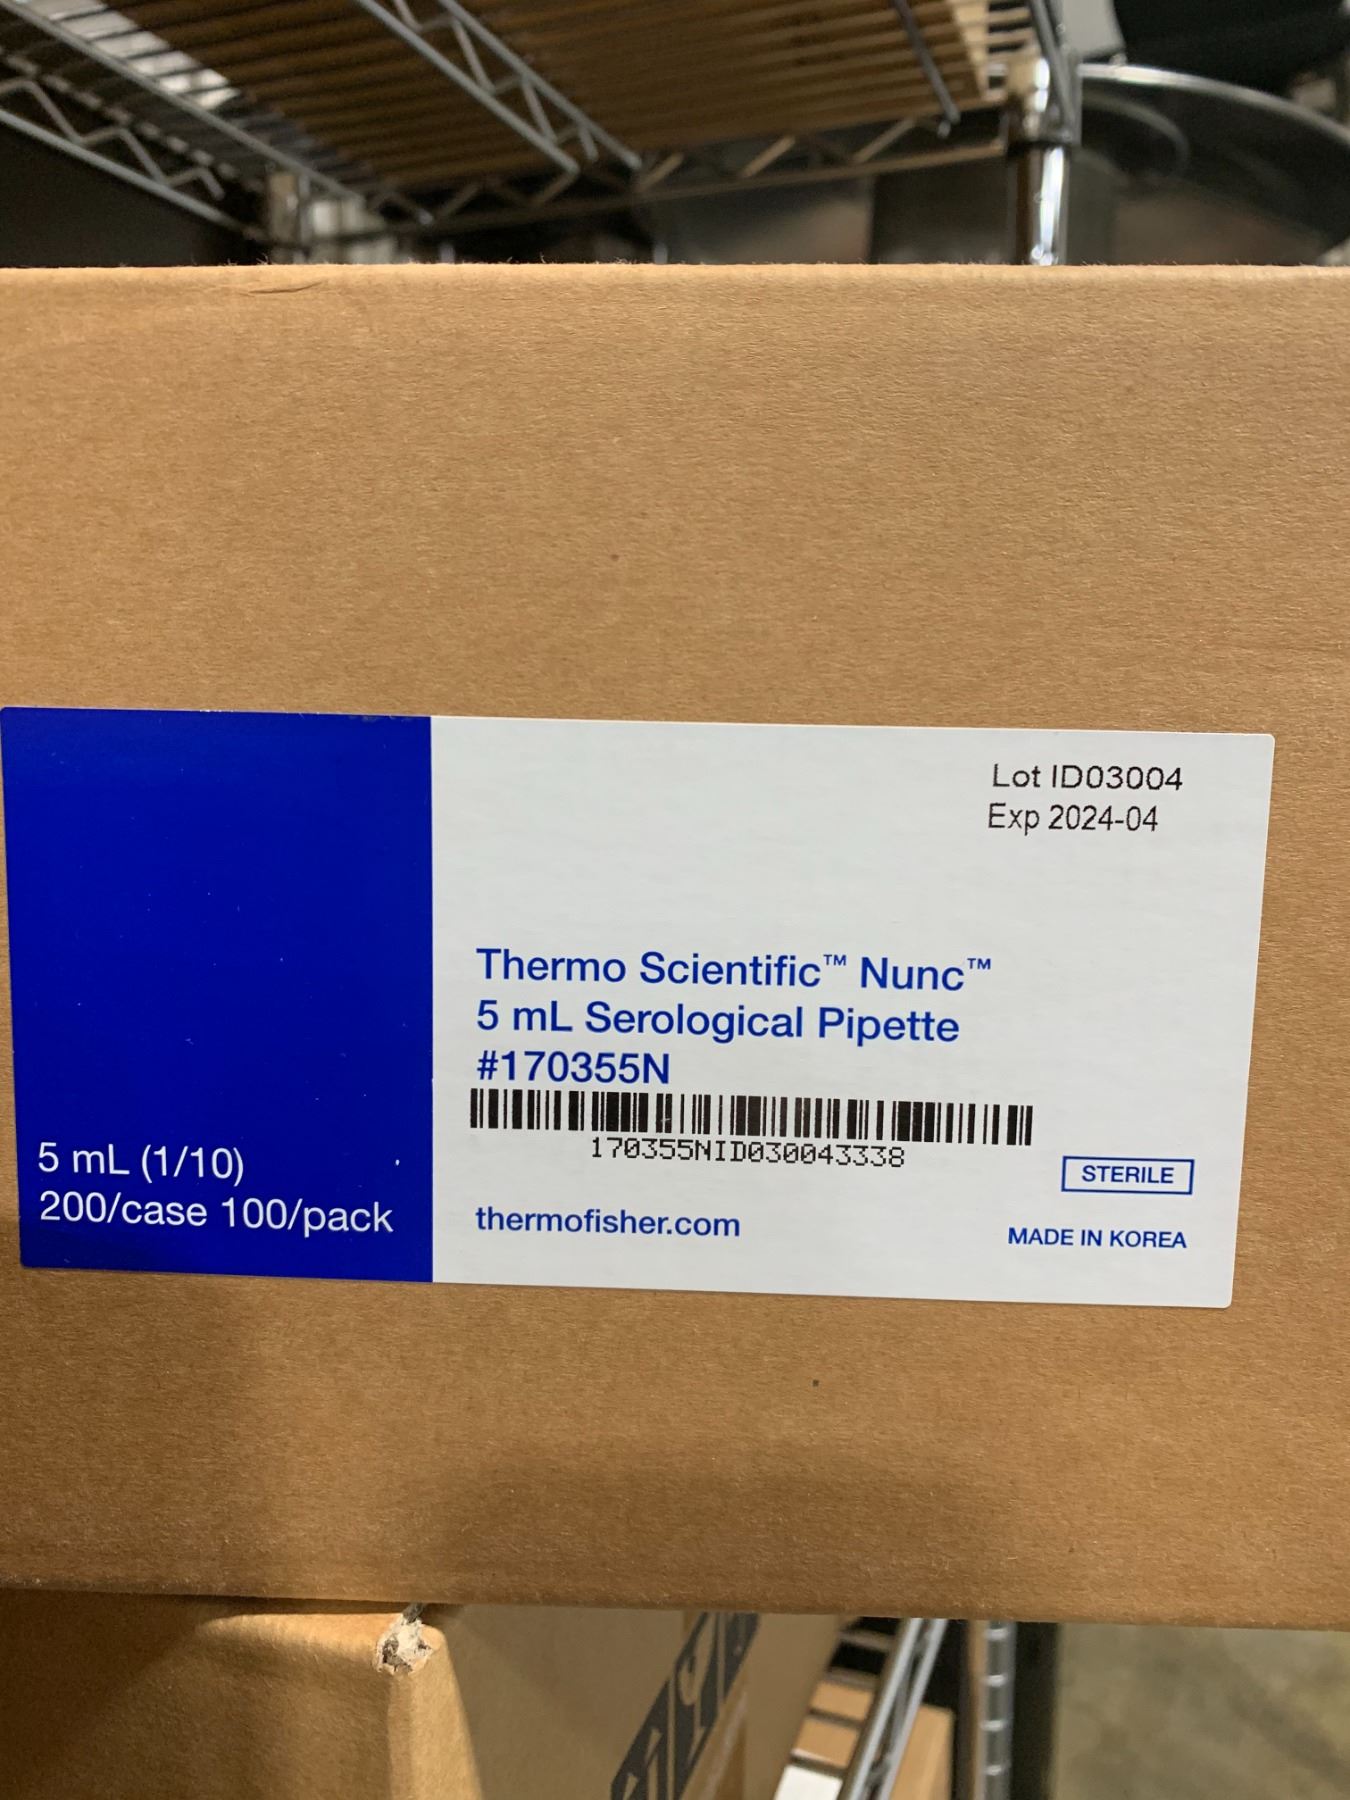 Lot ID03004
Exp 2024-04
Thermo Scientific™ Nunc™
5 mL Serological Pipette
#170355N
170355NID030043338
5 mL (1/10)
200/case 100/pack
STERILE
thermofisher.com
MADE IN KOREA